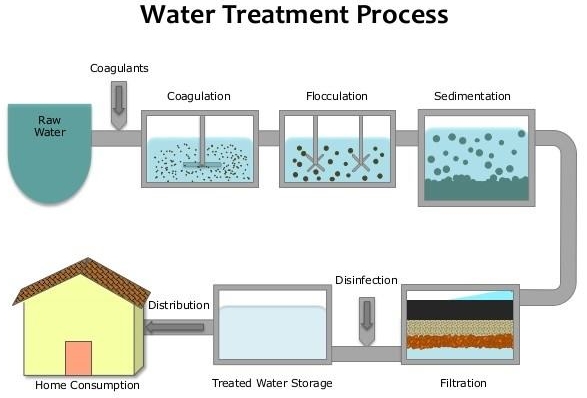 Water Treatment Process
Coagulants
Coagulation
Flocculation
Sedimentation
Raw
Water
Disinfection
Distribution
Home Consumption
Treated Water Storage
Filtration